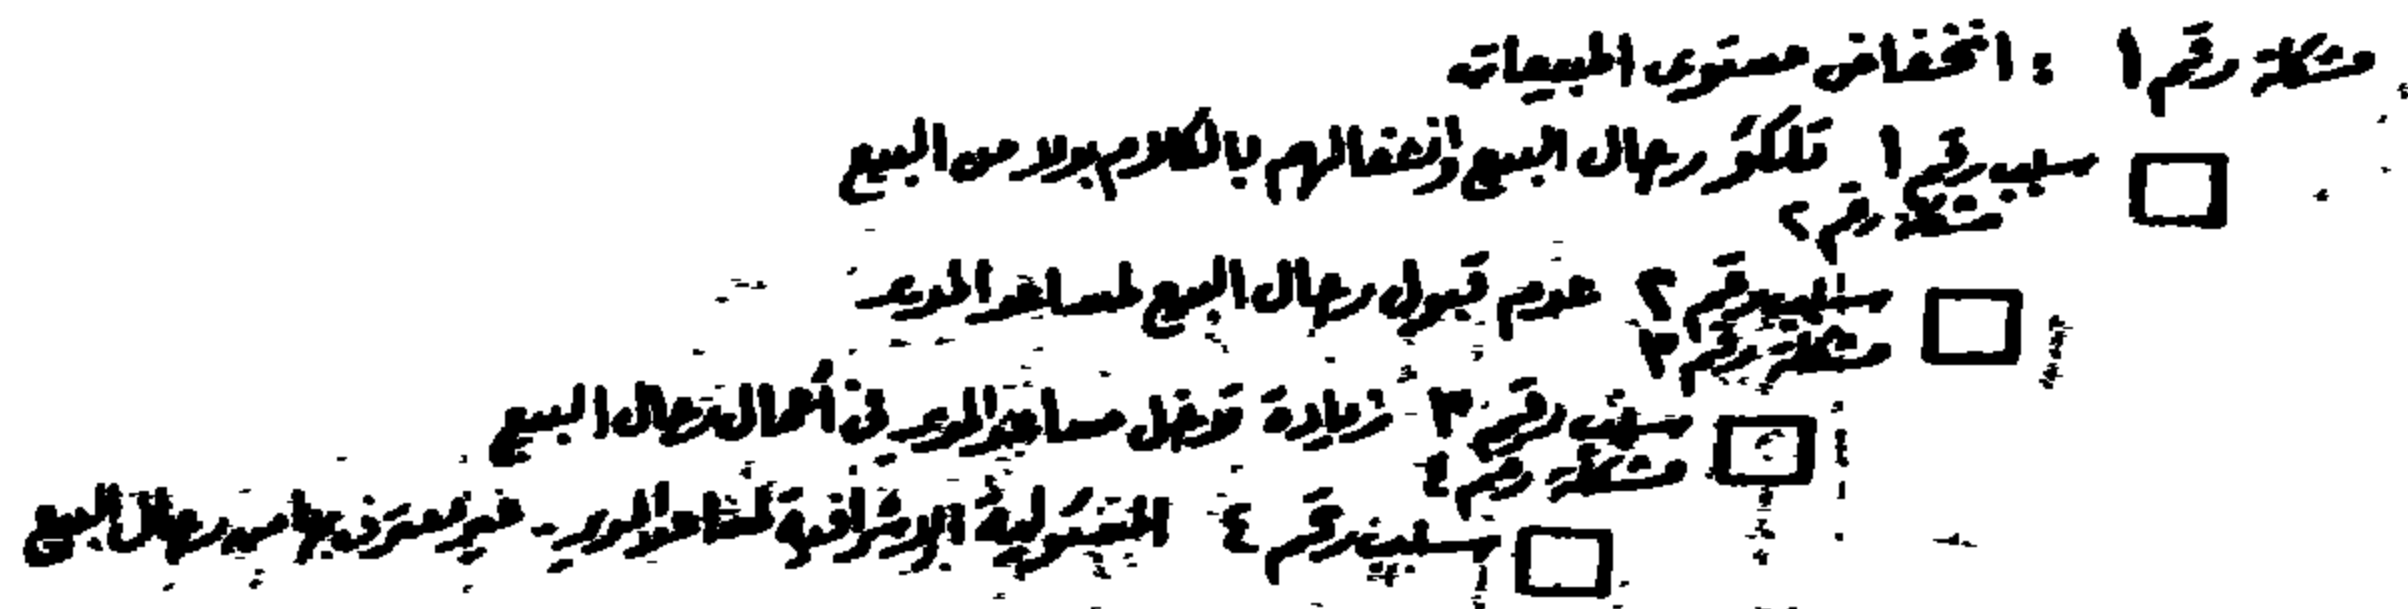 مشكلة رقم ١ : انخفاض مستوى المبيعات
سبب رقم ١ تلكؤ رجال البيع وانشغالهم بالكلام بدلا من البيع
مشكلة رقم ٢
سبب رقم ٢ عدم قبول رجال البيع لمساعد المدير
مشكلة رقم ٣
سبب رقم ٣ زيادة تدخل مساعد المدير فى أعمال رجال البيع
مشكلة رقم ٤
سبب رقم ٤ المسئولية الإشرافية لمساعد المدير - غير معترف بها من رجال البيع